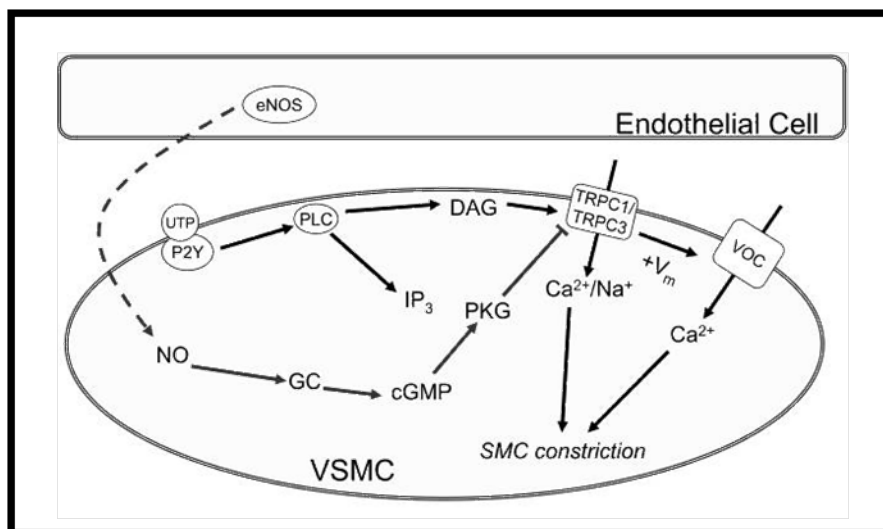 eNOS
Endothelial Cell
UTP
P2Y
PLC
DAG
TRPC1/
TRPC3
VOC
+Vm
IP3
PKG
Ca2+/Na+
Ca2+
NO
GC
cGMP
SMC constriction
VSMC